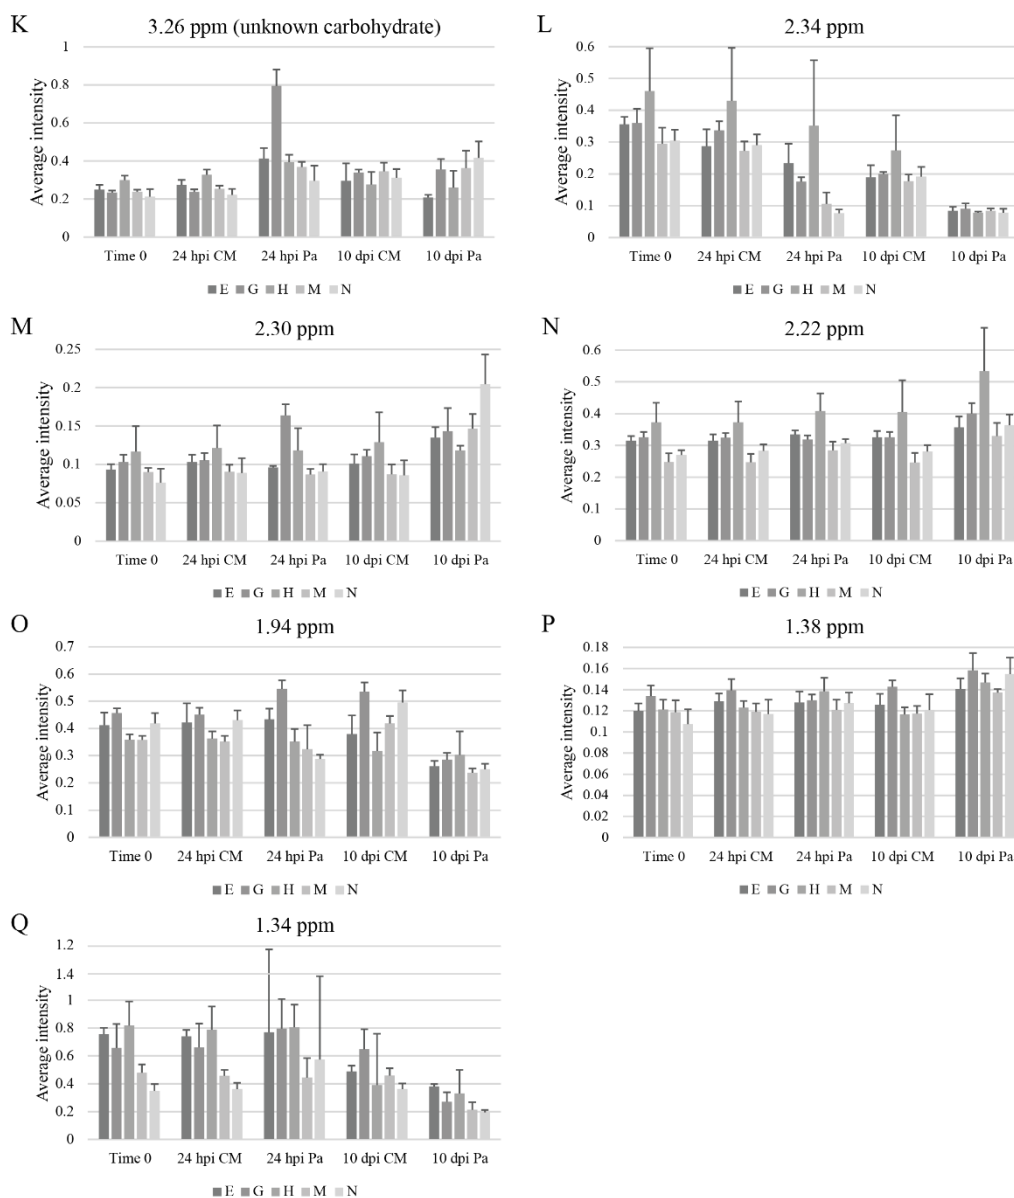 K
3.26 ppm (unknown carbohydrate)
Average intensity
1
0.8
0.6
0.4
0.2
0
Time 0 24 hpi CM 24 hpi Pa 10 dpi CM 10 dpi Pa
E G H M N
L
2.34 ppm
Average intensity
0.6
0.5
0.4
0.3
0.2
0.1
0
Time 0 24 hpi CM 24 hpi Pa 10 dpi CM 10 dpi Pa
E G H M N
M
2.30 ppm
Average intensity
0.25
0.2
0.15
0.1
0.05
0
Time 0 24 hpi CM 24 hpi Pa 10 dpi CM 10 dpi Pa
E G H M N
N
2.22 ppm
Average intensity
0.6
0.5
0.4
0.3
0.2
0.1
0
Time 0 24 hpi CM 24 hpi Pa 10 dpi CM 10 dpi Pa
E G H M N
O
1.94 ppm
Average intensity
0.7
0.6
0.5
0.4
0.3
0.2
0.1
0
Time 0 24 hpi CM 24 hpi Pa 10 dpi CM 10 dpi Pa
E G H M N
P
1.38 ppm
Average intensity
0.18
0.16
0.14
0.12
0.1
0.08
0.06
0.04
0.02
0
Time 0 24 hpi CM 24 hpi Pa 10 dpi CM 10 dpi Pa
E G H M N
Q
1.34 ppm
Average intensity
1.2
1.4
1
0.8
0.6
0.4
0.2
0
Time 0 24 hpi CM 24 hpi Pa 10 dpi CM 10 dpi Pa
E G H M N